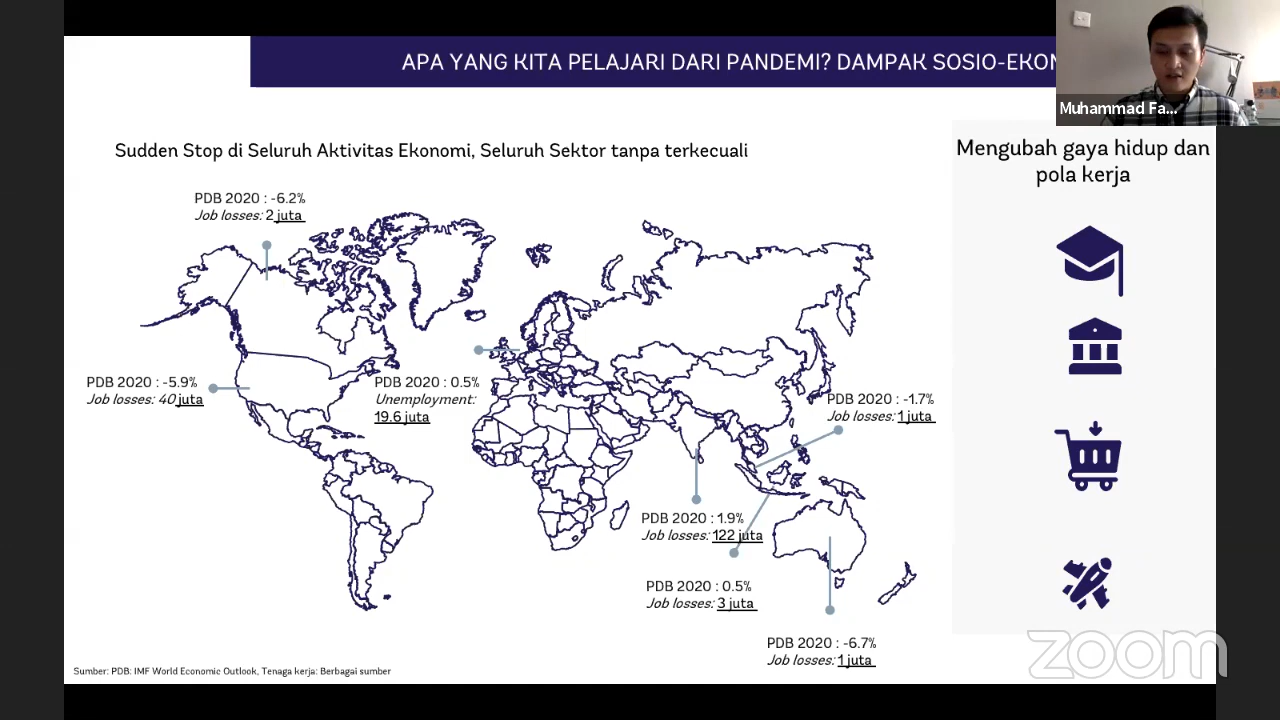 APA YANG KITA PELAJARI DARI PANDEMI? DAMPAK SOSIO-EKON
Muhammad Fa...
Sudden Stop di Seluruh Aktivitas Ekonomi, Seluruh Sektor tanpa terkecuali
Mengubah gaya hidup dan
pola kerja
PDB 2020 : -6.2%
Job losses: 2 juta
PDB 2020 : -5.9%
Job losses: 40 juta
PDB 2020 : 0.5%
Unemployment:
19.6 juta
PDB 2020 : -1.7%
Job losses: 1 juta
PDB 2020 : 1.9%
Job losses: 122 juta
PDB 2020 : 0.5%
Job losses: 3 juta
PDB 2020 : -6.7%
Job losses: 1 juta
Sumber: PDB: IMF World Economic Outlook, Tenaga kerja: Berbagai sumber
zoom